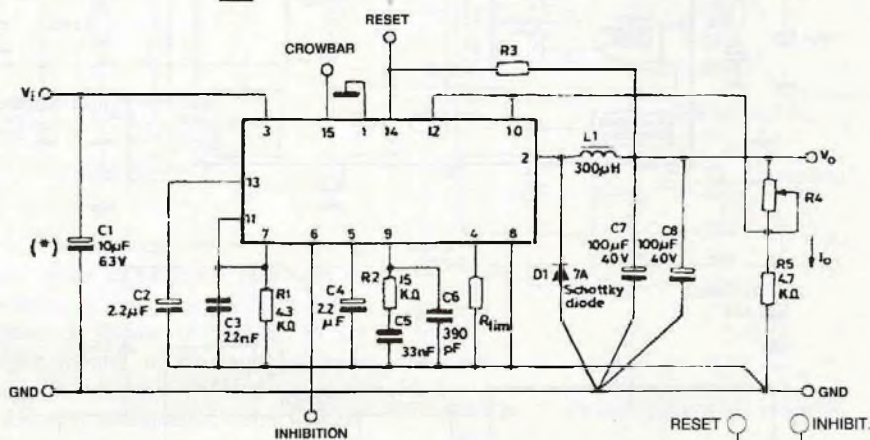 RESET
CROWBAR
R3
Vi
3
15
1
14
12
10
L1
2
300µH
Vo
13
11
R4
(*)
C1
10µF
63V
7
6
5
9
4
8
C7
100µF
40V
C8
100µF
40V
Io
C2
2.2µF
C3
2.2nF
R1
4.3
KΩ
C4
2.2
µF
R2
15
KΩ
C5
33nF
C6
390
pF
Rlim
D1
7A
Schottky
diode
R5
4.7
KΩ
GND
GND
INHIBITION
RESET
INHIBIT.